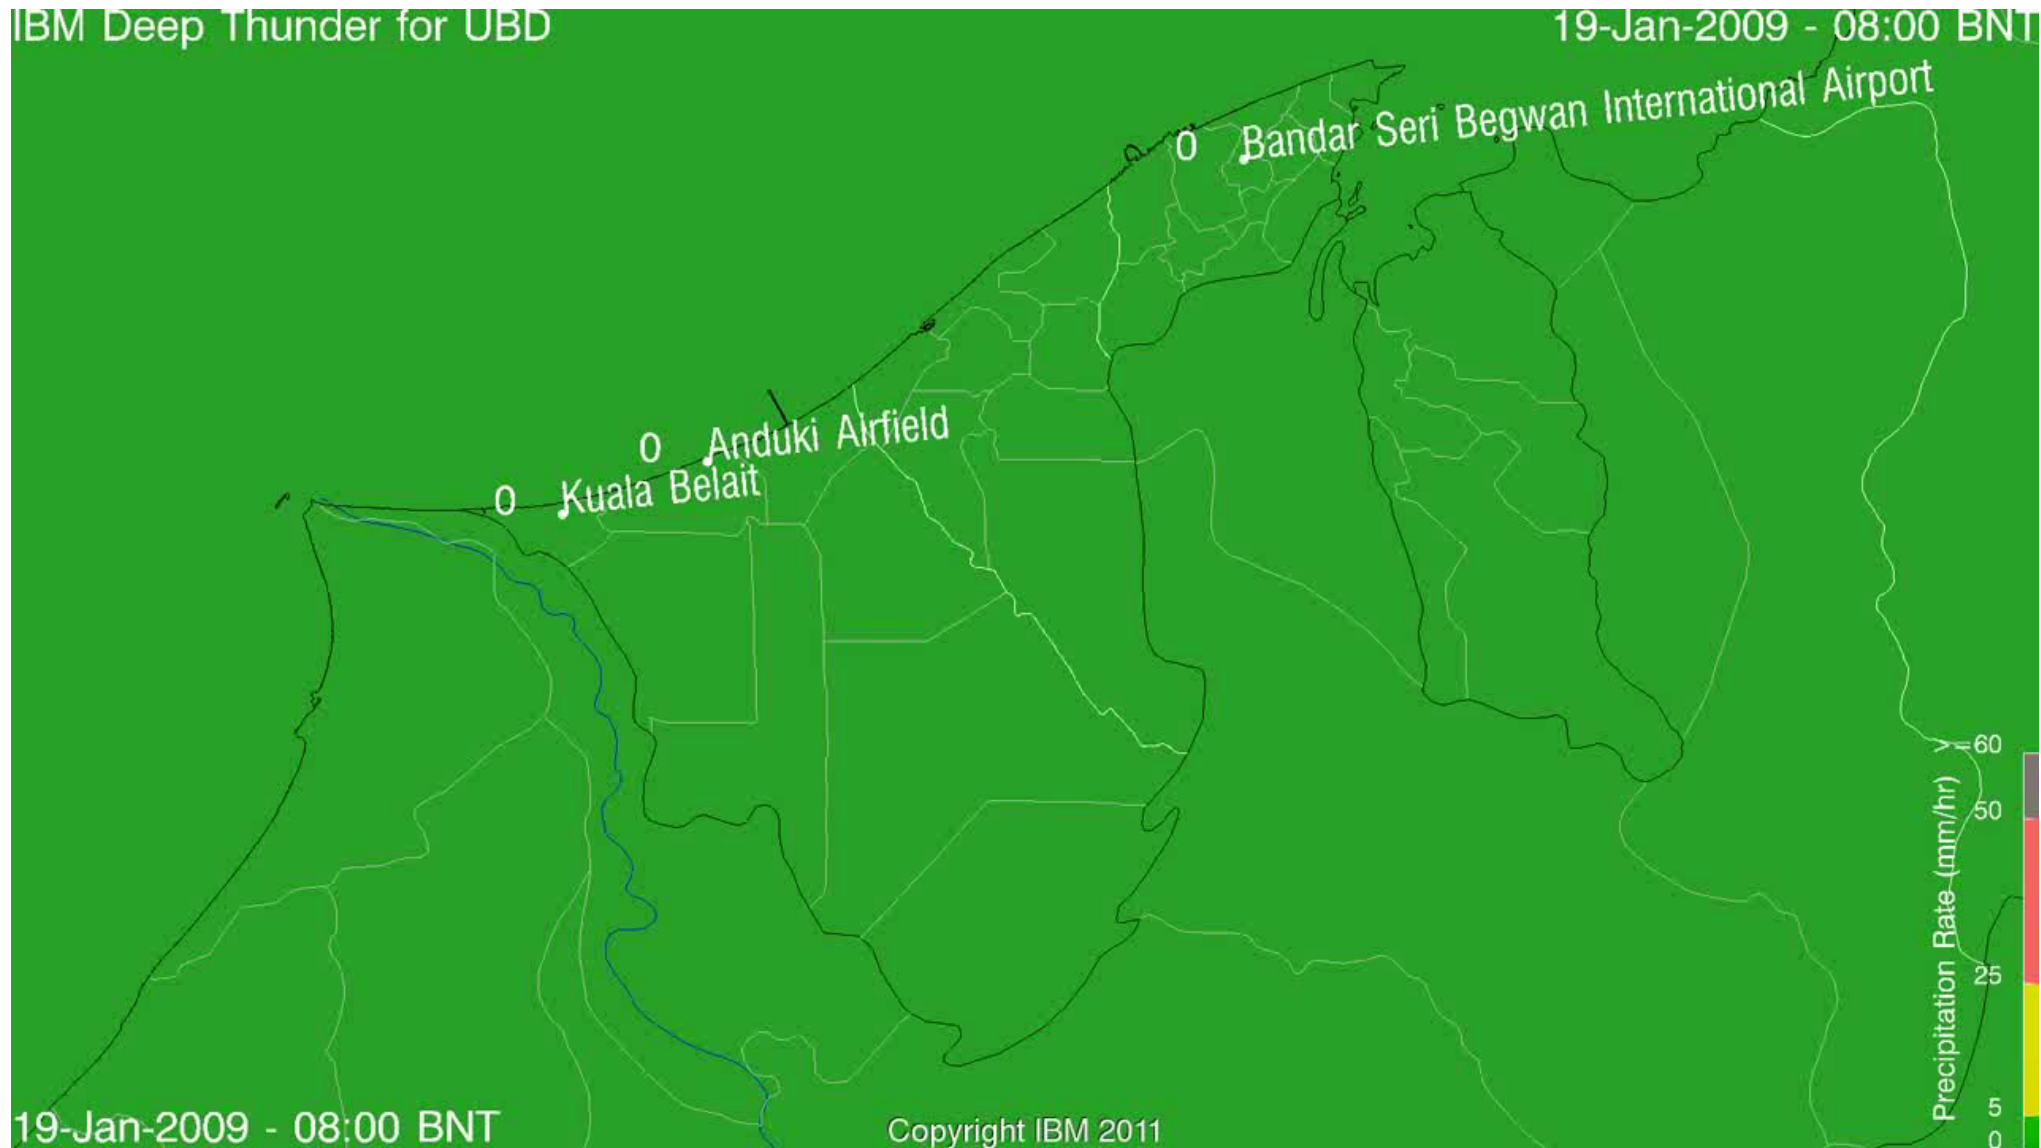 IBM Deep Thunder for UBD
19-Jan-2009 - 08:00 BNT
0 Bandar Seri Begwan International Airport
0 Anduki Airfield
0 Kuala Belait
Precipitation Rate (mm/hr)
>=60
50
25
5
0
19-Jan-2009 - 08:00 BNT
Copyright IBM 2011